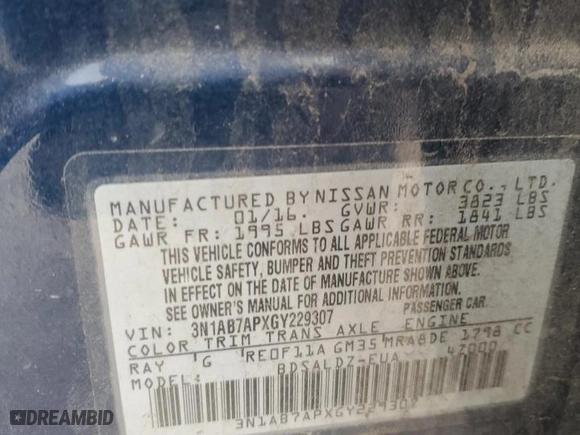 MANUFACTURED BY NISSAN MOTOR CO., LTD.
DATE: 01/16. GVWR: 3823 LBS
GAWR FR: 1995 LBS GAWR RR: 1841 LBS
THIS VEHICLE CONFORMS TO ALL APPLICABLE FEDERAL MOTOR
VEHICLE SAFETY, BUMPER AND THEFT PREVENTION STANDARDS
IN EFFECT ON THE DATE OF MANUFACTURE SHOWN ABOVE.
SEE OWNER'S MANUAL FOR ADDITIONAL INFORMATION.
VIN: 3N1AB7APXGY229307 PASSENGER CAR
COLOR TRIM TRANS AXLE ENGINE
RAY G RE0F11A GM35 MRA8DE 1798 CC
BDSALDZ-EUA 47000
3N1AB7APXGY229307
DREAMBID